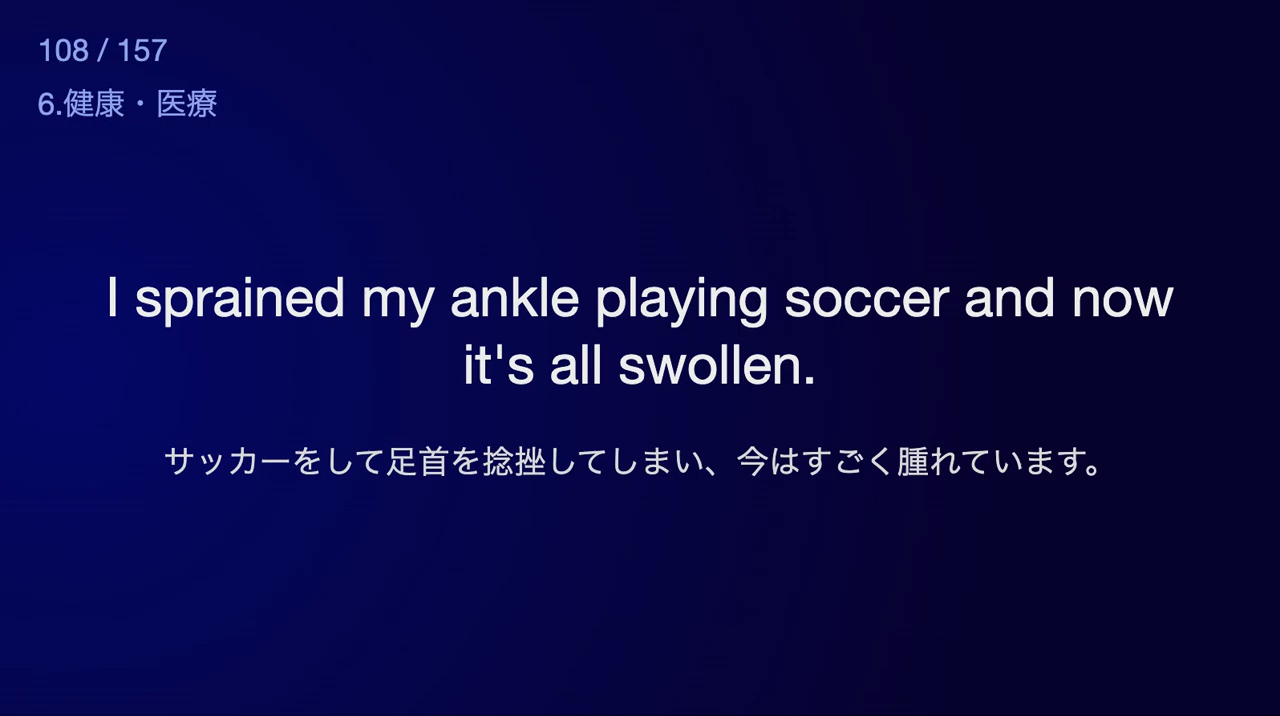 108 / 157
6.健康・医療
I sprained my ankle playing soccer and now
it's all swollen.
サッカーをして足首を捻挫してしまい、今はすごく腫れています。